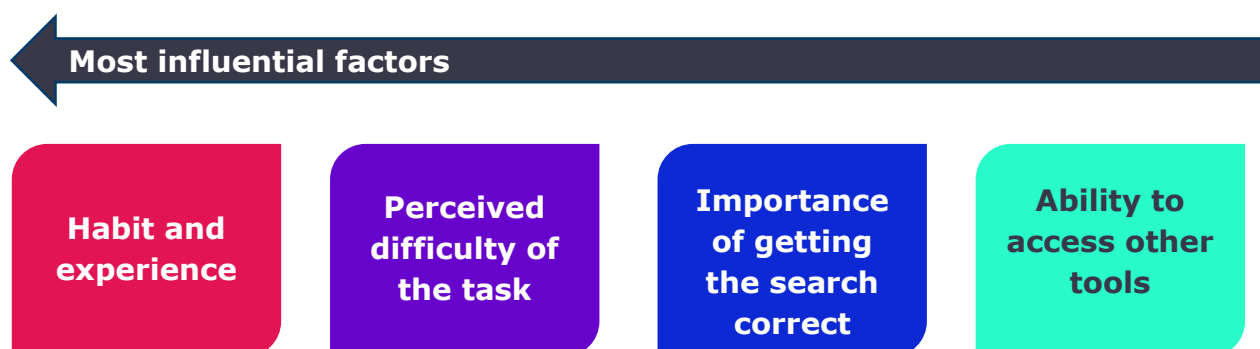 Most influential factors
Habit and
experience
Perceived
difficulty of
the task
Importance
of getting
the search
correct
Ability to
access other
tools